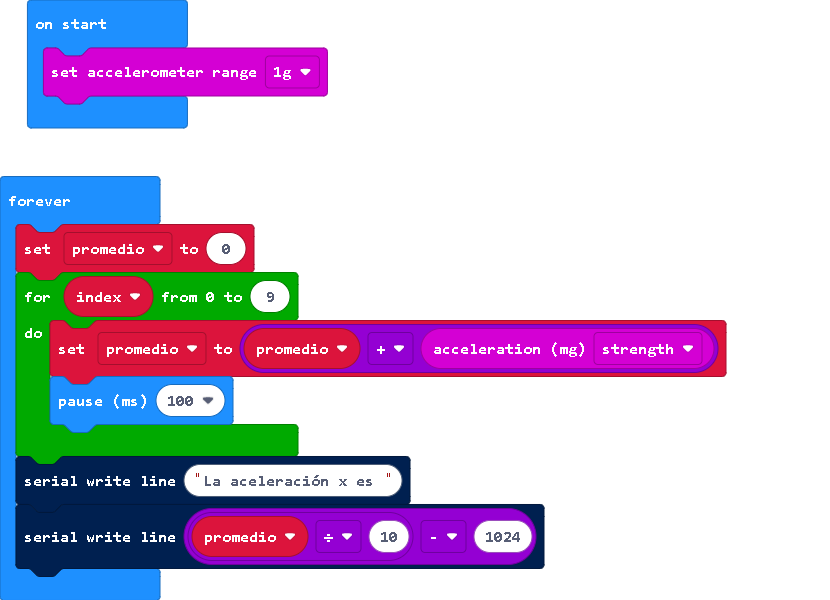 on start
set accelerometer range 1g
forever
set promedio to 0
for index from 0 to 9
do
set promedio to promedio + acceleration (mg) strength
pause (ms) 100
serial write line "La aceleración x es "
serial write line promedio ÷ 10 - 1024